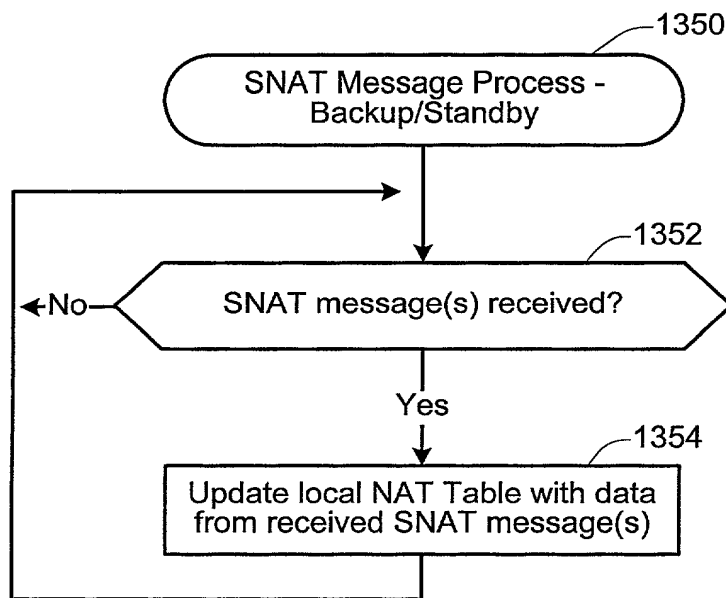 1350
SNAT Message Process -
Backup/Standby
1352
SNAT message(s) received?
No
Yes
1354
Update local NAT Table with data
from received SNAT message(s)